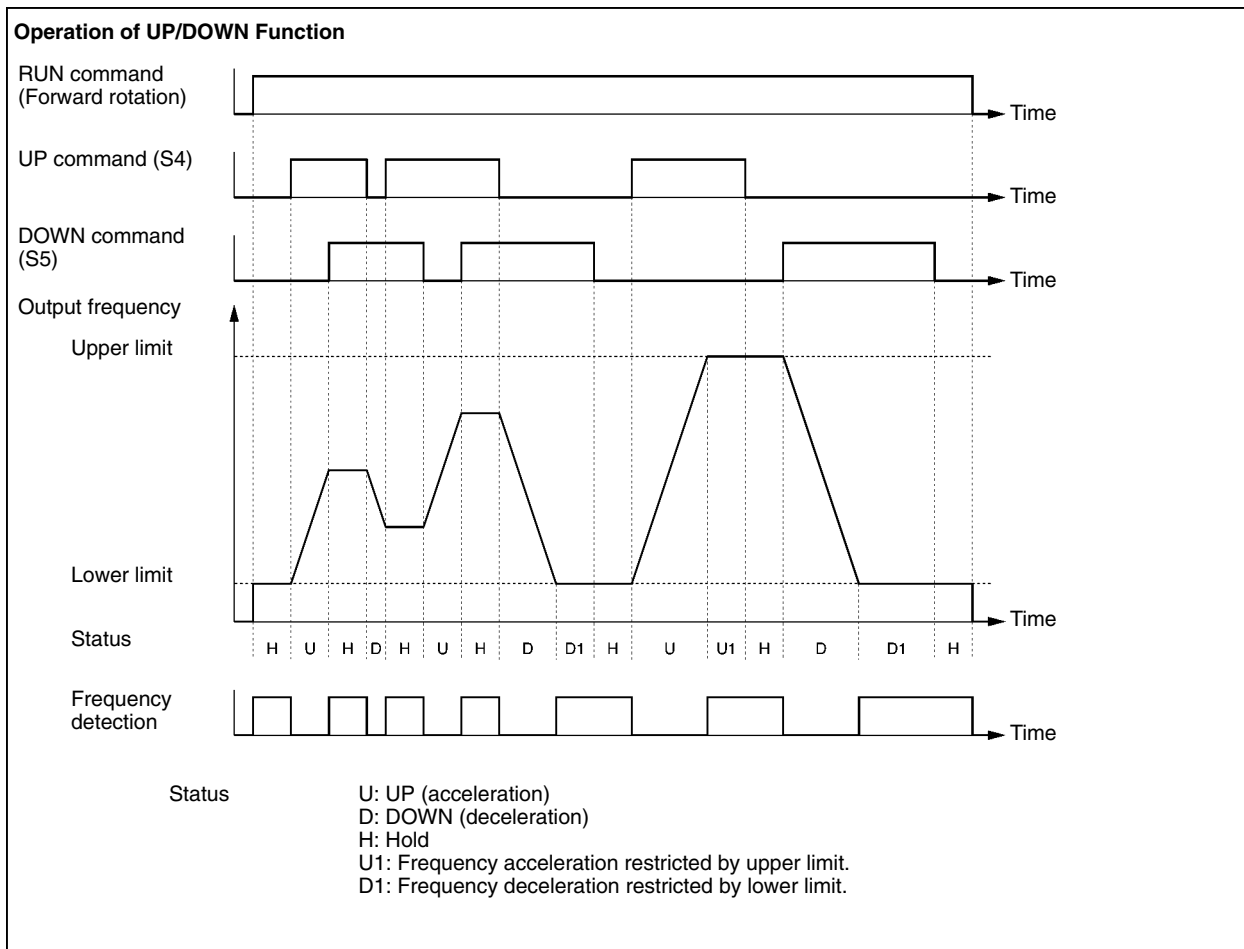 Operation of UP/DOWN Function
RUN command
(Forward rotation)
Time
UP command (S4)
Time
DOWN command
(S5)
Time
Output frequency
Upper limit
Lower limit
Time
Status
H U H D H U H D D1 H U U1 H D D1 H
Frequency
detection
Time
Status
U: UP (acceleration)
D: DOWN (deceleration)
H: Hold
U1: Frequency acceleration restricted by upper limit.
D1: Frequency deceleration restricted by lower limit.